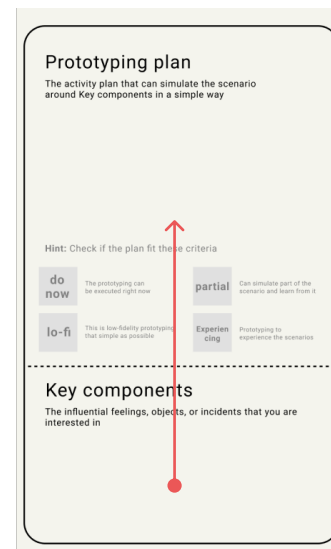 Prototyping plan
The activity plan that can simulate the scenario
around Key components in a simple way
Hint: Check if the plan fit these criteria
do
now
The prototyping can
be executed right now
partial
Can simulate part of the
scenario and learn from it
lo-fi
This is low-fidelity prototyping
that simple as possible
Experien
cing
Prototyping to
experience the scenarios
Key components
The influential feelings, objects, or incidents that you are
interested in